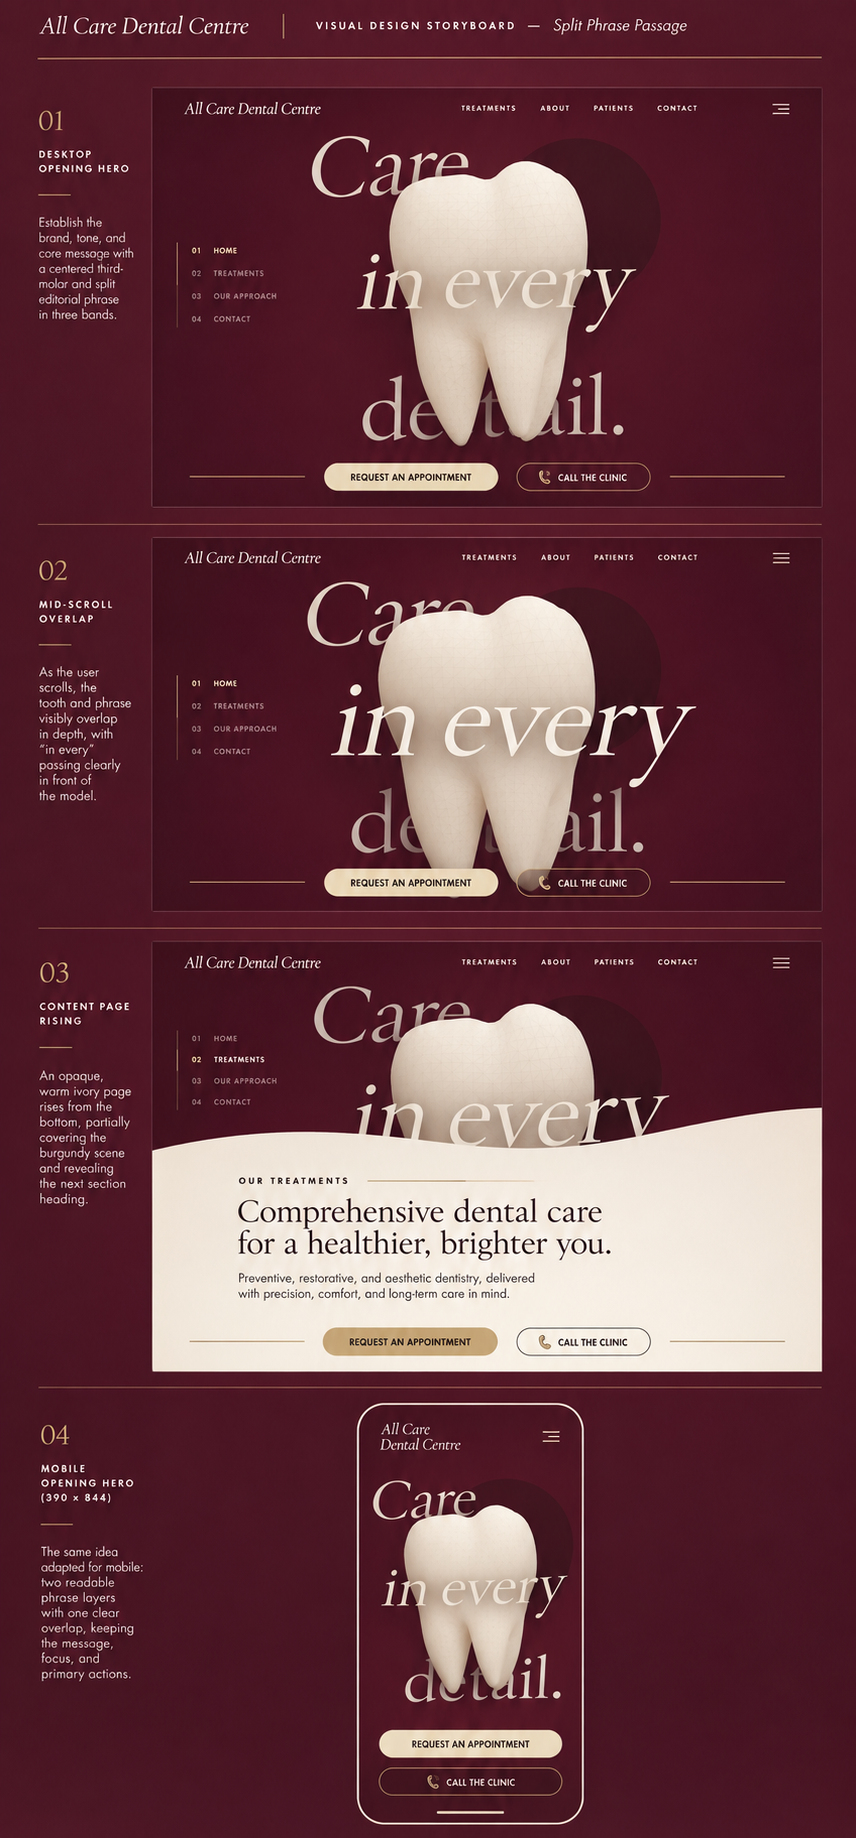 All Care Dental Centre
VISUAL DESIGN STORYBOARD — Split Phrase Passage
01
DESKTOP
OPENING HERO
Establish the
brand, tone, and
core message with
a centered third-
molar and split
editorial phrase
in three bands.
All Care Dental Centre
TREATMENTS ABOUT PATIENTS CONTACT
Care
in every
detail.
01 HOME
02 TREATMENTS
03 OUR APPROACH
04 CONTACT
REQUEST AN APPOINTMENT
CALL THE CLINIC
02
MID-SCROLL
OVERLAP
As the user
scrolls, the
tooth and phrase
visibly overlap
in depth, with
“in every”
passing clearly
in front of
the model.
All Care Dental Centre
TREATMENTS ABOUT PATIENTS CONTACT
Care
in every
detail.
01 HOME
02 TREATMENTS
03 OUR APPROACH
04 CONTACT
REQUEST AN APPOINTMENT
CALL THE CLINIC
03
CONTENT PAGE
RISING
An opaque,
warm ivory page
rises from the
bottom, partially
covering the
burgundy scene
and revealing
the next section
heading.
All Care Dental Centre
TREATMENTS ABOUT PATIENTS CONTACT
Care
in every
01 HOME
02 TREATMENTS
03 OUR APPROACH
04 CONTACT
OUR TREATMENTS
Comprehensive dental care
for a healthier, brighter you.
Preventive, restorative, and aesthetic dentistry, delivered
with precision, comfort, and long-term care in mind.
REQUEST AN APPOINTMENT
CALL THE CLINIC
04
MOBILE
OPENING HERO
(390 × 844)
The same idea
adapted for mobile:
two readable
phrase layers
with one clear
overlap, keeping
the message,
focus, and
primary actions.
All Care
Dental Centre
Care
in every
detail.
REQUEST AN APPOINTMENT
CALL THE CLINIC